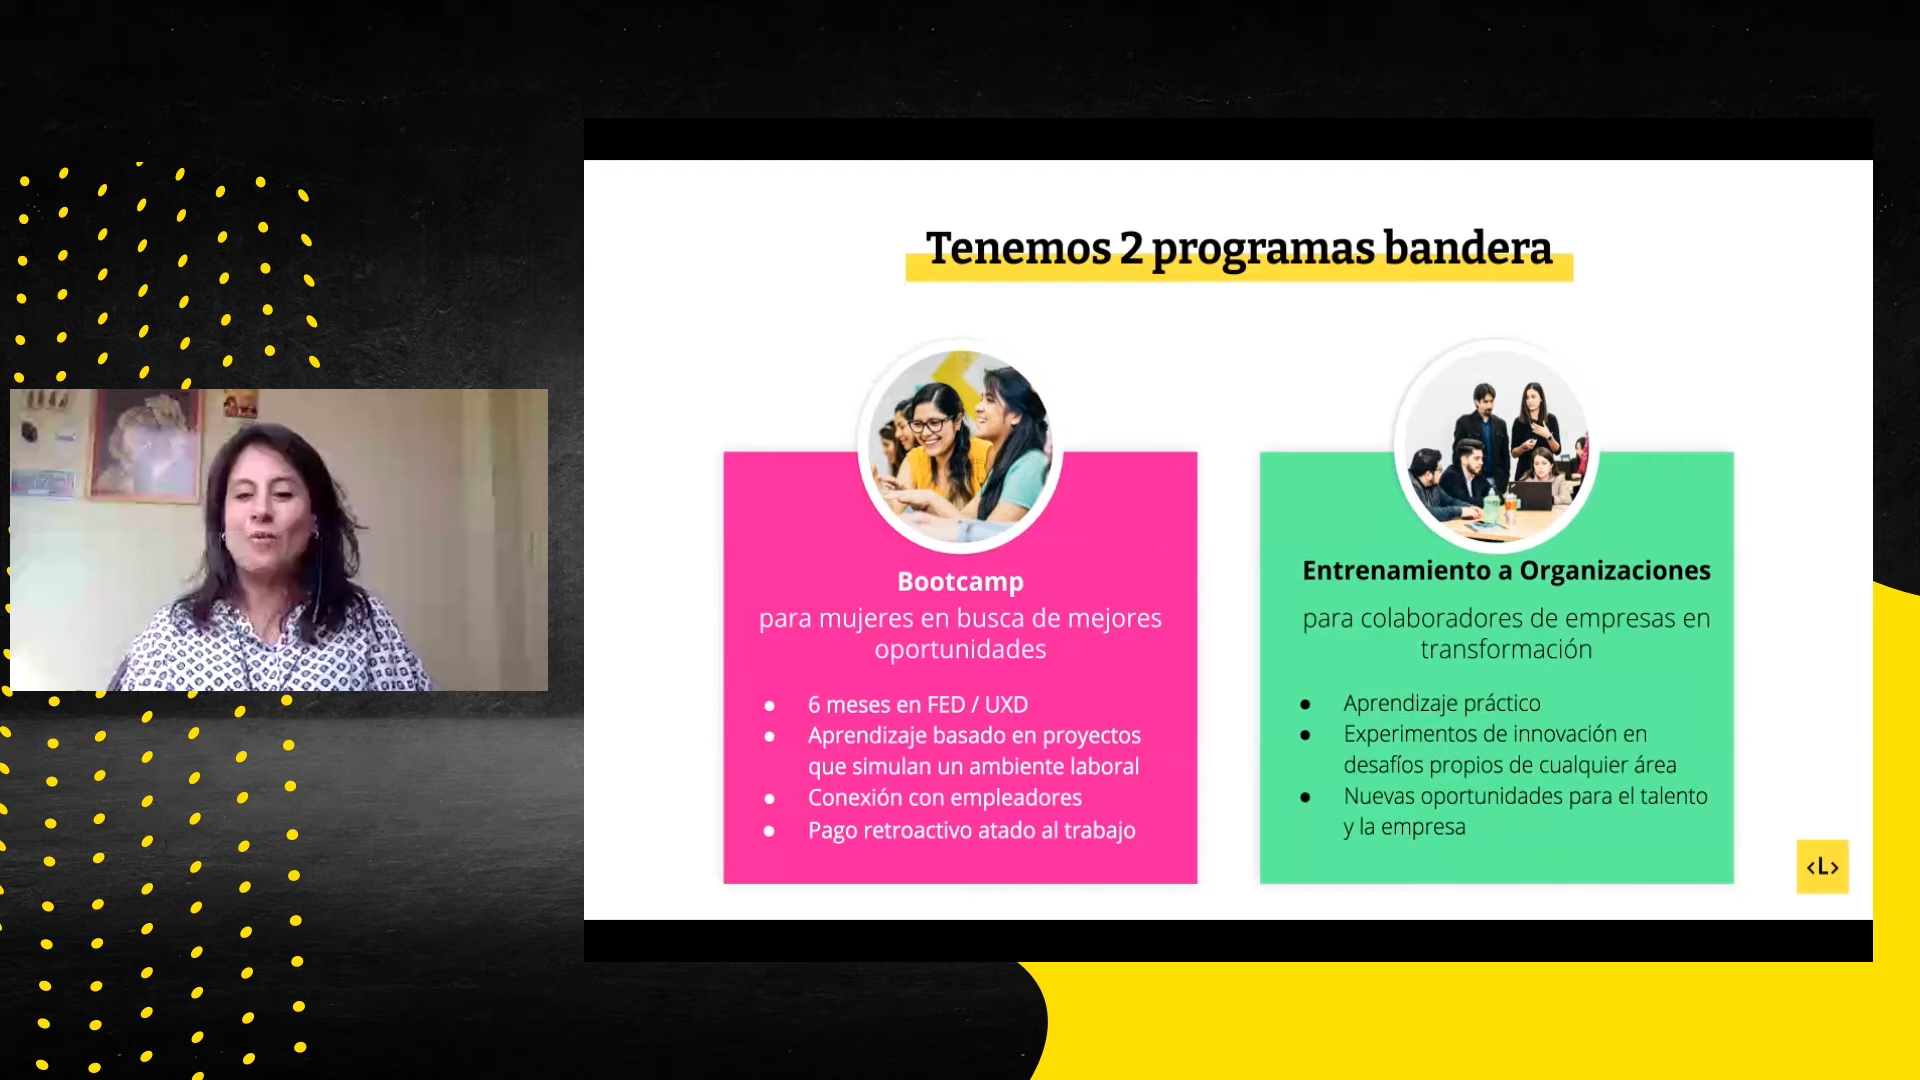 Tenemos 2 programas bandera
Bootcamp
para mujeres en busca de mejores
oportunidades
● 6 meses en FED / UXD
● Aprendizaje basado en proyectos
que simulan un ambiente laboral
● Conexión con empleadores
● Pago retroactivo atado al trabajo
Entrenamiento a Organizaciones
para colaboradores de empresas en
transformación
● Aprendizaje práctico
● Experimentos de innovación en
desafíos propios de cualquier área
● Nuevas oportunidades para el talento
y la empresa
<L>